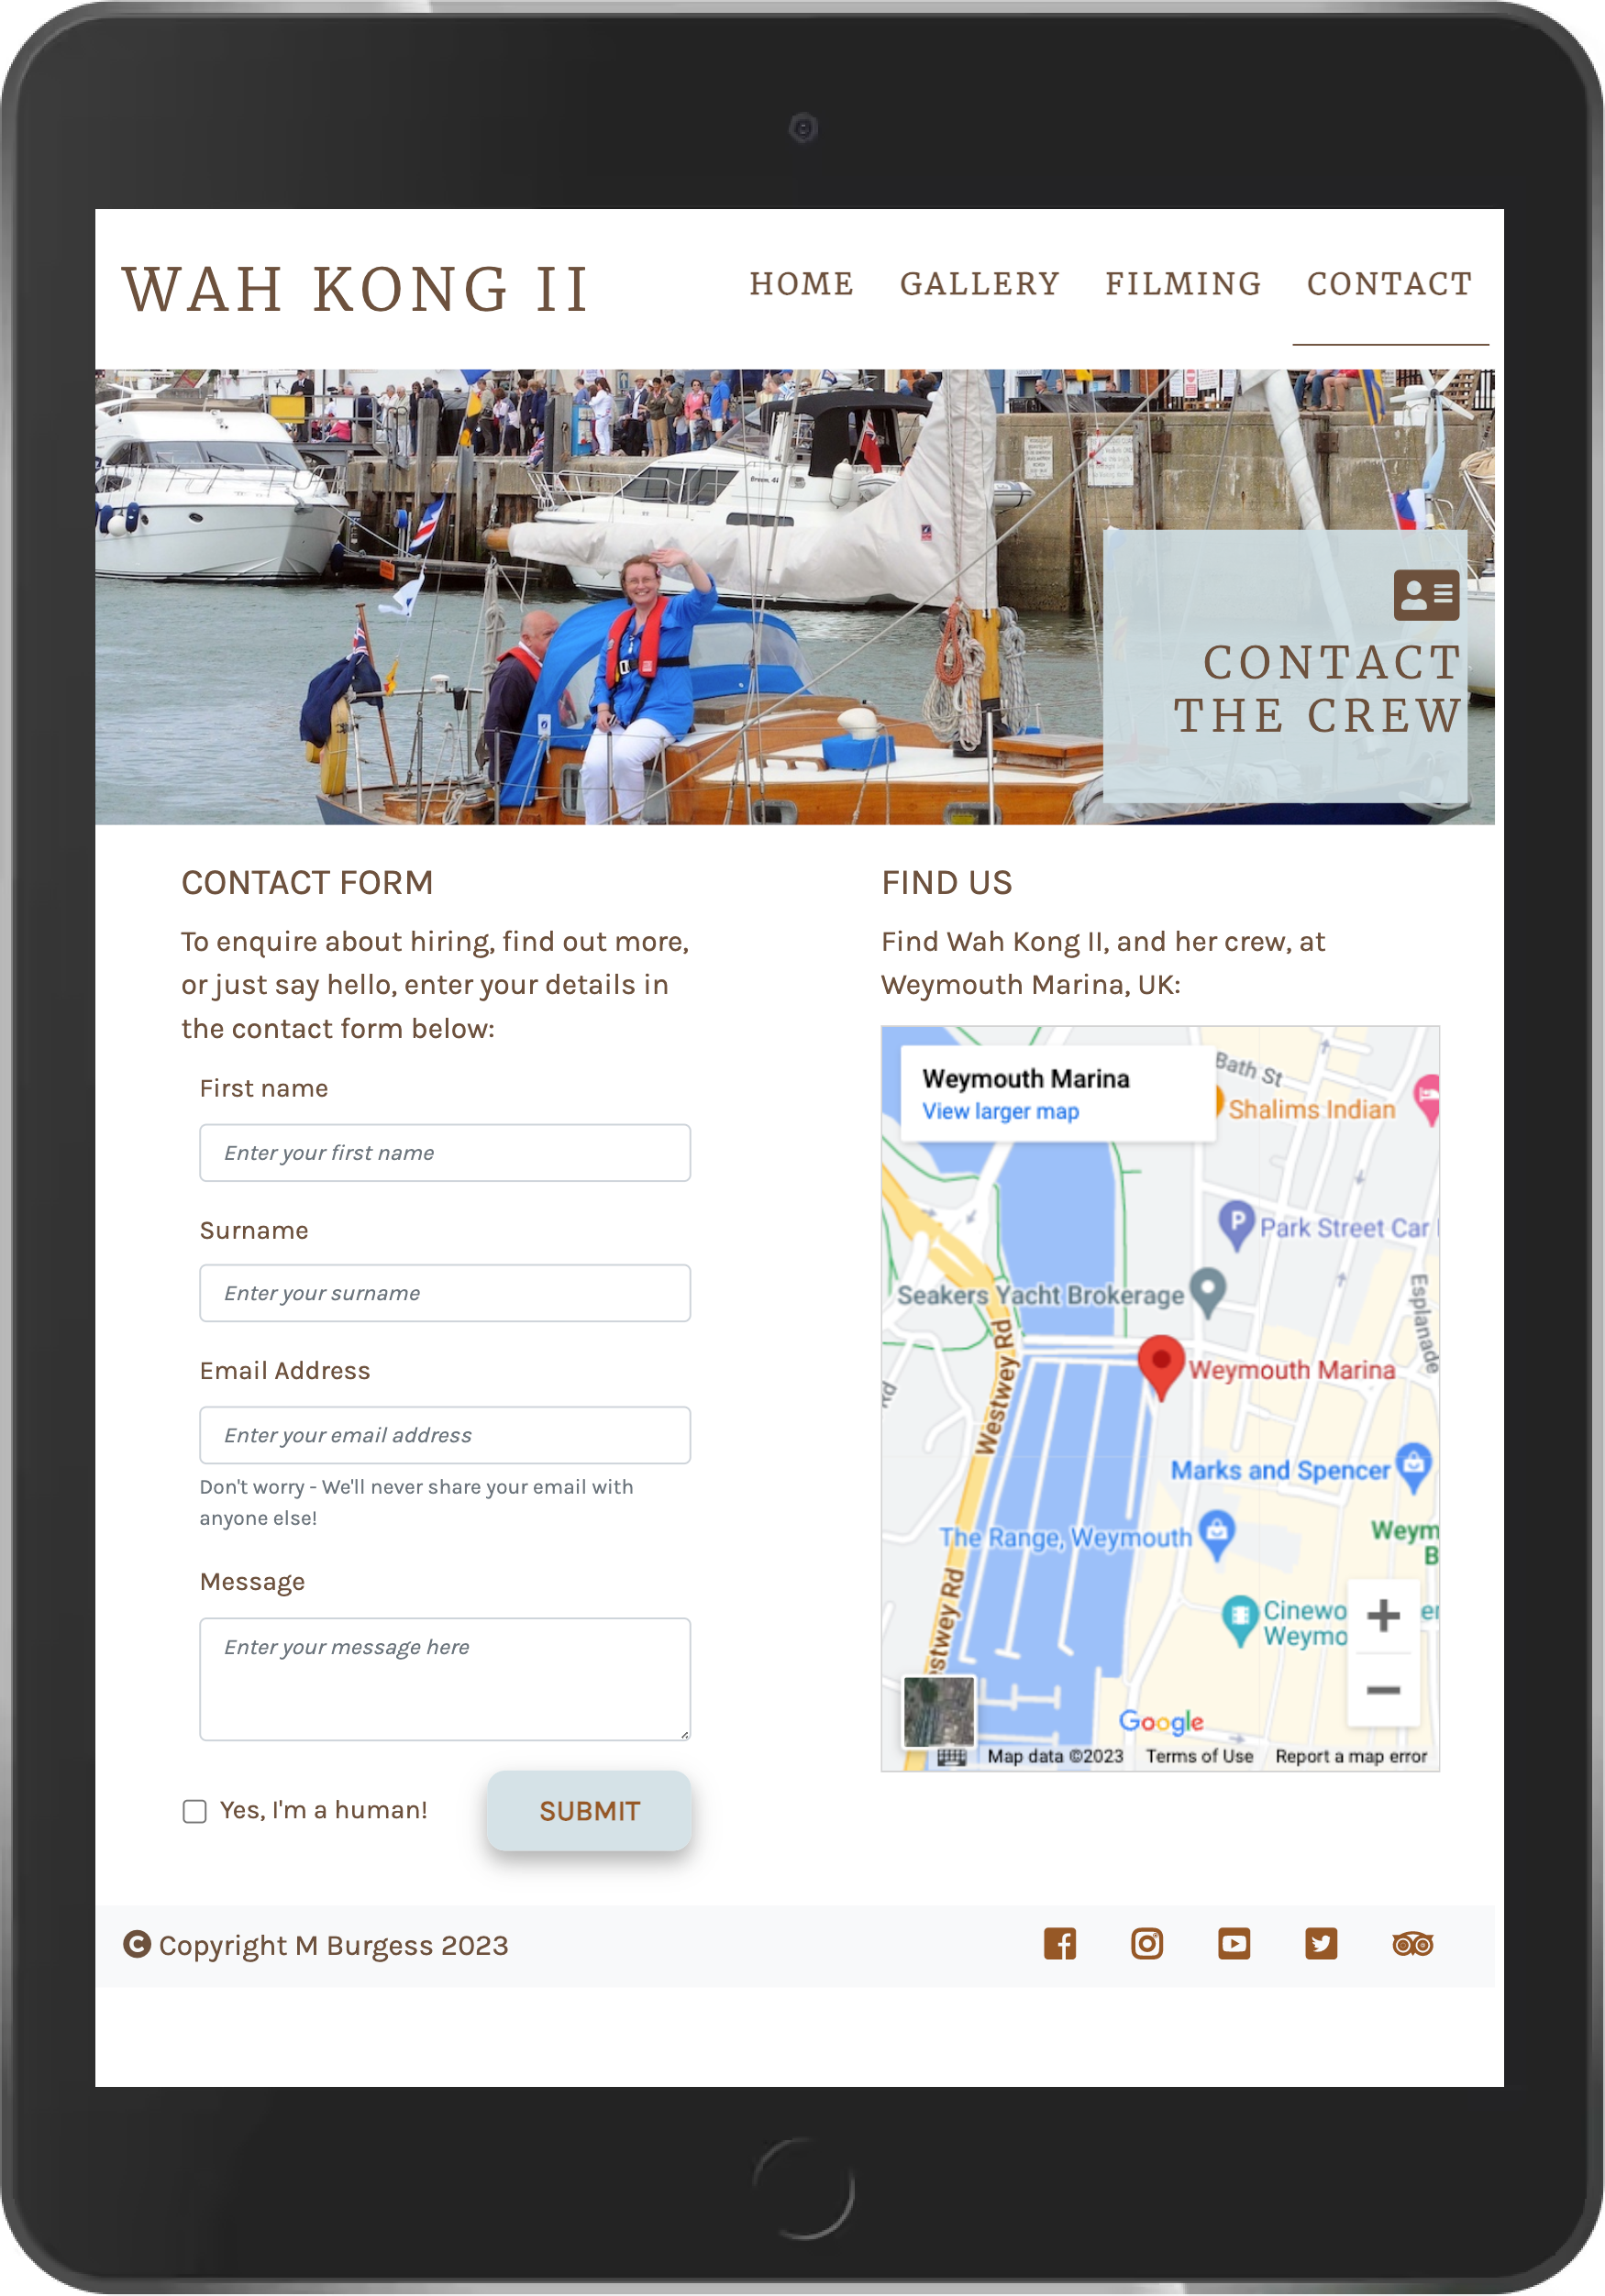 WAH KONG II
HOME GALLERY FILMING CONTACT
Broom. 41
CONTACT
THE CREW
CONTACT FORM
To enquire about hiring, find out more,
or just say hello, enter your details in
the contact form below:
First name
Enter your first name
Surname
Enter your surname
Email Address
Enter your email address
Don't worry - We'll never share your email with
anyone else!
Message
Enter your message here
Yes, I'm a human!
SUBMIT
FIND US
Find Wah Kong II, and her crew, at
Weymouth Marina, UK:
Weymouth Marina
View larger map
Bath St
Shalims Indian
P
Park Street Car
Seakers Yacht Brokerage
Esplanade
Westwey Rd
Rd
Weymouth Marina
Marks and Spencer
The Range, Weymouth
Weym
B
Cinewo er
Weymo
stwey Rd
+
−
Google
Map data ©2023 Terms of Use Report a map error
© Copyright M Burgess 2023